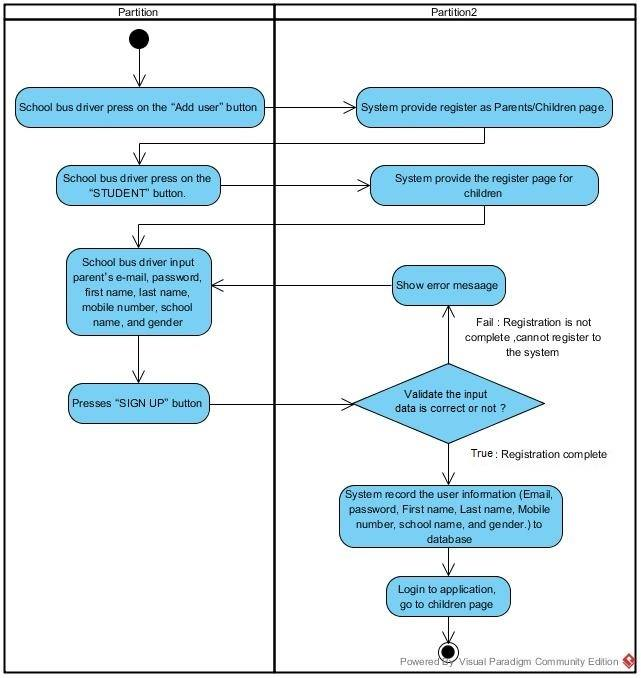 Partition
Partition2
School bus driver press on the “Add user” button
System provide register as Parents/Children page.
School bus driver press on the
“STUDENT” button.
System provide the register page for
children
School bus driver input
parent's e-mail, password,
first name, last name,
mobile number, school
name, and gender
Show error mesaage
Fail : Registration is not
complete ,cannot register to
the system
Presses “SIGN UP” button
Validate the input
data is correct or not ?
True : Registration complete
System record the user information (Email,
password, First name, Last name, Mobile
number, school name, and gender.) to
database
Login to application,
go to children page
Powered By Visual Paradigm Community Edition